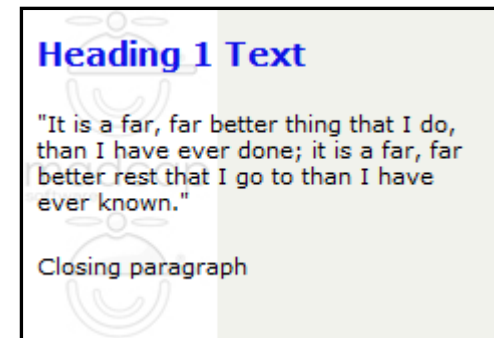 Heading 1 Text
"It is a far, far better thing that I do,
than I have ever done; it is a far, far
better rest that I go to than I have
ever known."
Closing paragraph